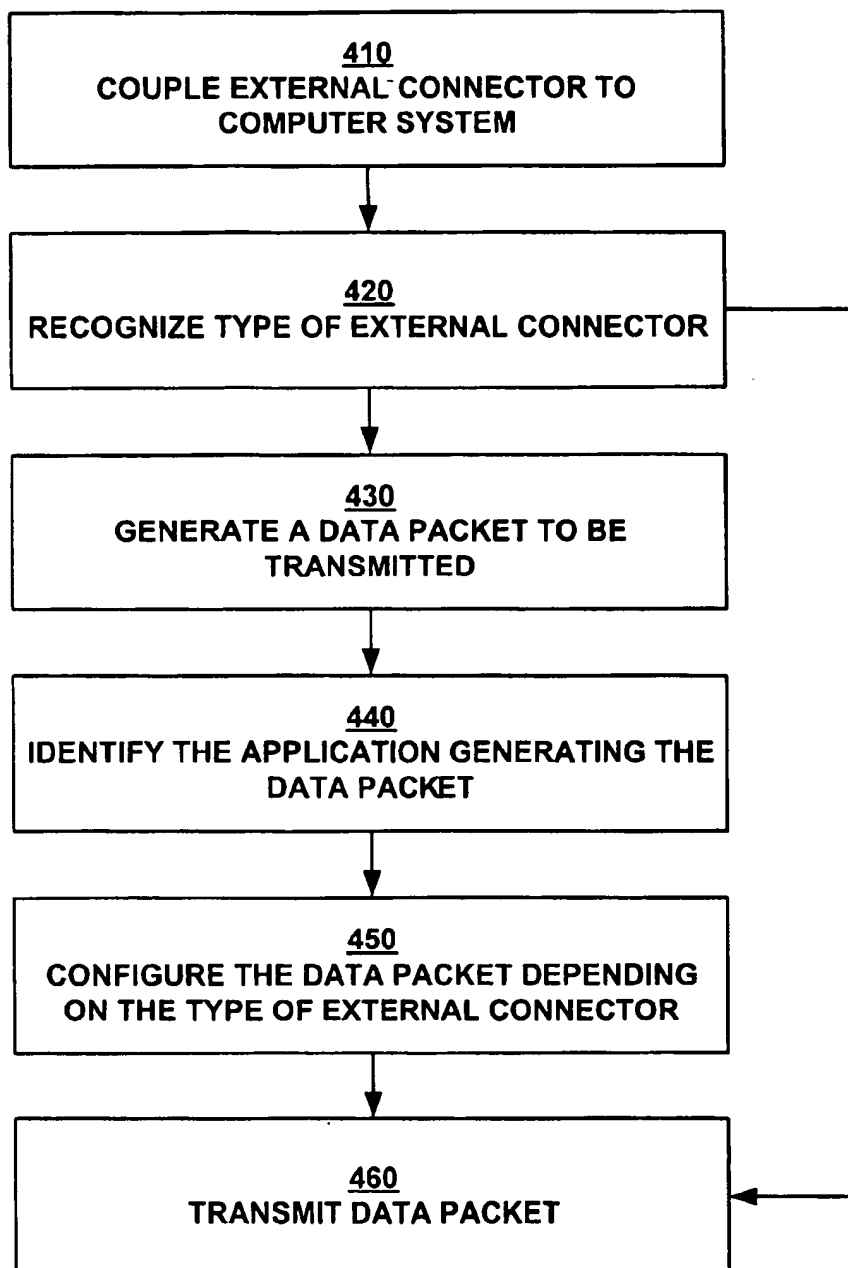 410
COUPLE EXTERNAL CONNECTOR TO
COMPUTER SYSTEM
420
RECOGNIZE TYPE OF EXTERNAL CONNECTOR
430
GENERATE A DATA PACKET TO BE
TRANSMITTED
440
IDENTIFY THE APPLICATION GENERATING THE
DATA PACKET
450
CONFIGURE THE DATA PACKET DEPENDING
ON THE TYPE OF EXTERNAL CONNECTOR
460
TRANSMIT DATA PACKET